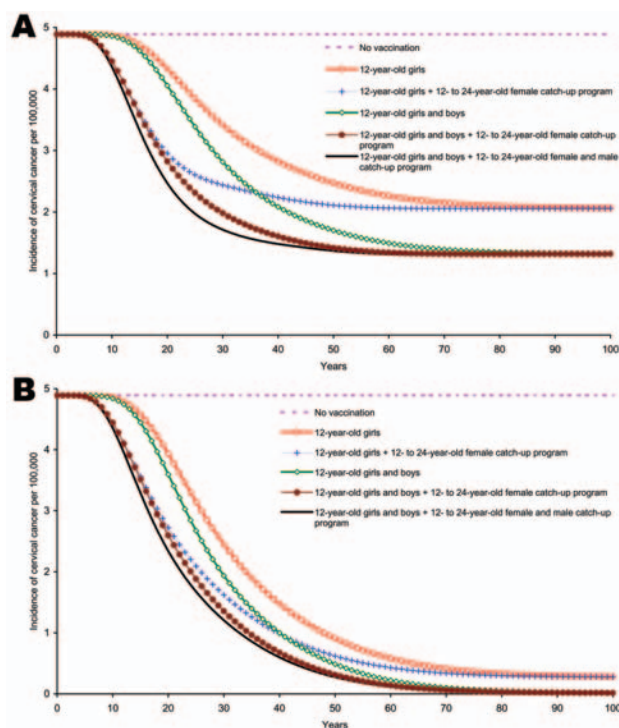 A
5
4
3
2
1
0
Incidence of cervical cancer per 100,000
No vaccination
12-year-old girls
12-year-old girls + 12- to 24-year-old female catch-up program
12-year-old girls and boys
12-year-old girls and boys + 12- to 24-year-old female catch-up
program
12-year-old girls and boys + 12- to 24-year-old female and male
catch-up program
0 10 20 30 40 50 60 70 80 90 100
Years
B
5
4
3
2
1
0
Incidence of cervical cancer per 100,000
No vaccination
12-year-old girls
12-year-old girls + 12- to 24-year-old female catch-up program
12-year-old girls and boys
12-year-old girls and boys + 12- to 24-year-old female catch-up program
12-year-old girls and boys + 12- to 24-year-old female and male catch-up
program
0 10 20 30 40 50 60 70 80 90 100
Years